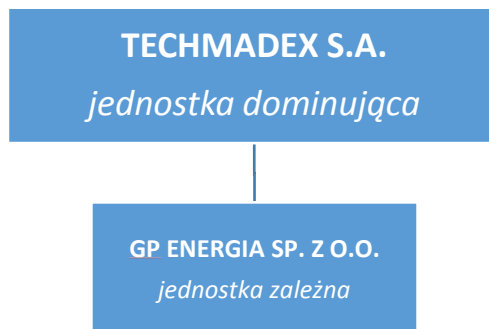 TECHMADEX S.A.
jednostka dominująca
GP ENERGIA SP. Z O.O.
jednostka zależna